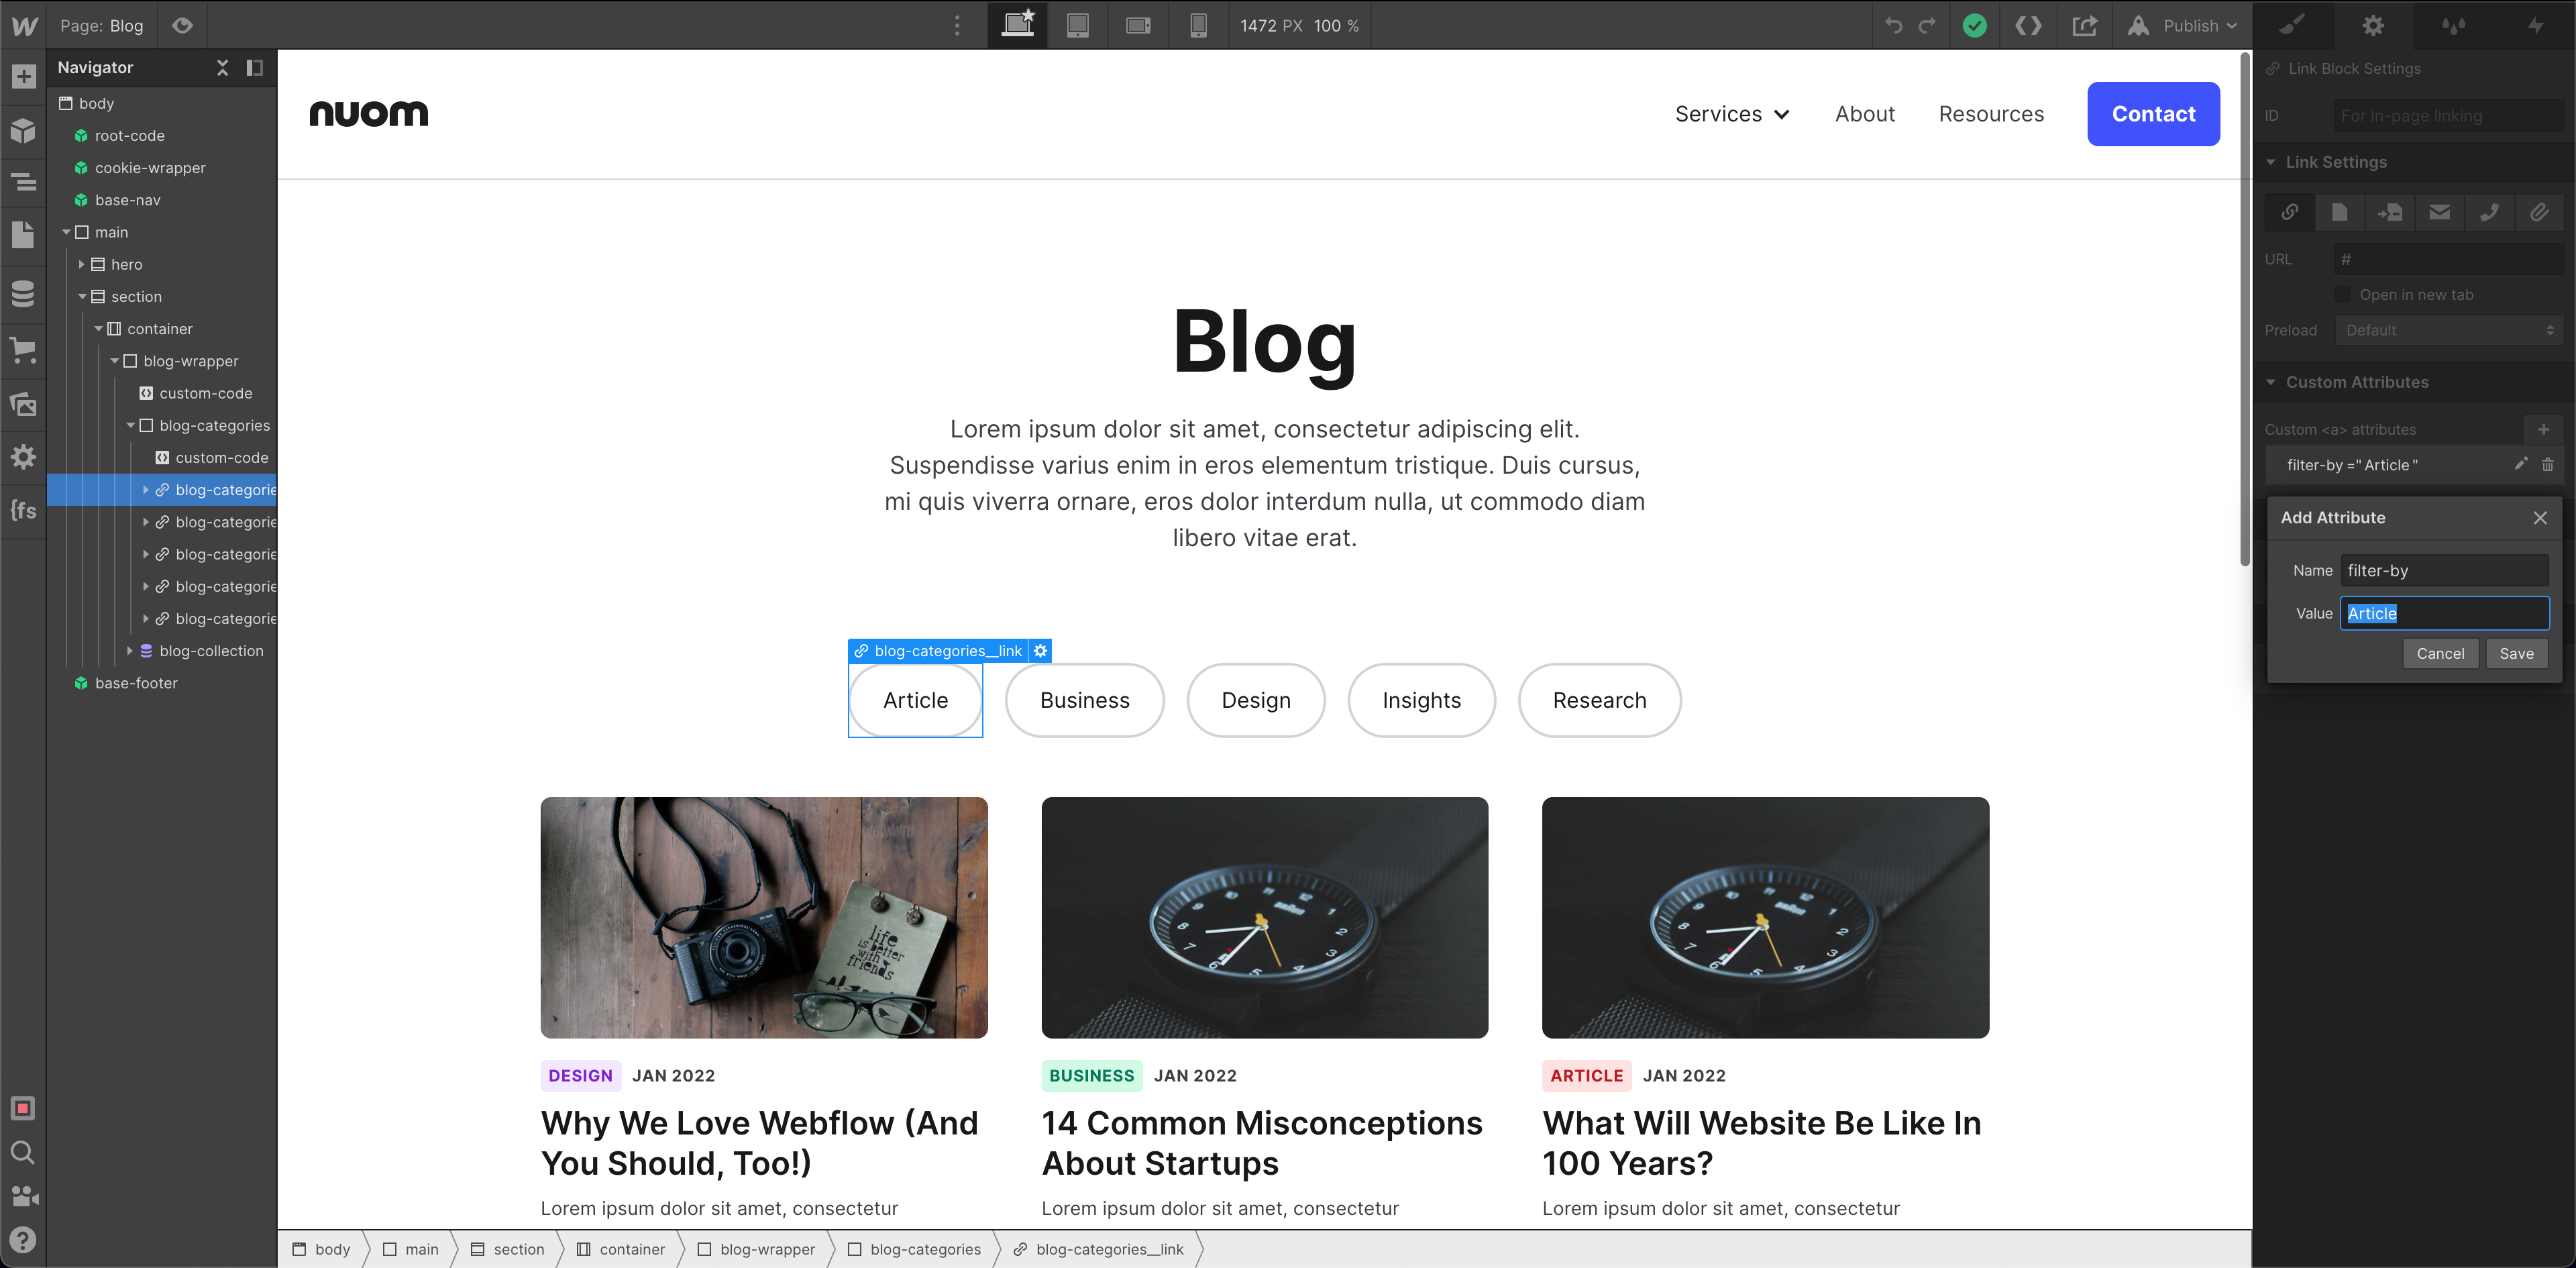 Page: Blog
1472 PX 100 %
Publish
Navigator
body
root-code
cookie-wrapper
base-nav
main
hero
section
container
blog-wrapper
custom-code
blog-categories
custom-code
blog-categorie
blog-categorie
blog-categorie
blog-categorie
blog-categorie
blog-collection
base-footer
{fs
nuom
Services
About
Resources
Contact
Blog
Lorem ipsum dolor sit amet, consectetur adipiscing elit.
Suspendisse varius enim in eros elementum tristique. Duis cursus,
mi quis viverra ornare, eros dolor interdum nulla, ut commodo diam
libero vitae erat.
blog-categories__link
Article
Business
Design
Insights
Research
life
is better
with
friends
DESIGN JAN 2022
Why We Love Webflow (And
You Should, Too!)
Lorem ipsum dolor sit amet, consectetur
BRAUN
BUSINESS JAN 2022
14 Common Misconceptions
About Startups
Lorem ipsum dolor sit amet, consectetur
BRAUN
ARTICLE JAN 2022
What Will Website Be Like In
100 Years?
Lorem ipsum dolor sit amet, consectetur
body
main
section
container
blog-wrapper
blog-categories
blog-categories__link
Link Block Settings
ID For in-page linking
Link Settings
URL #
Open in new tab
Preload Default
Custom Attributes
Custom <a> attributes
filter-by =" Article "
Add Attribute
Name filter-by
Value Article
Cancel Save